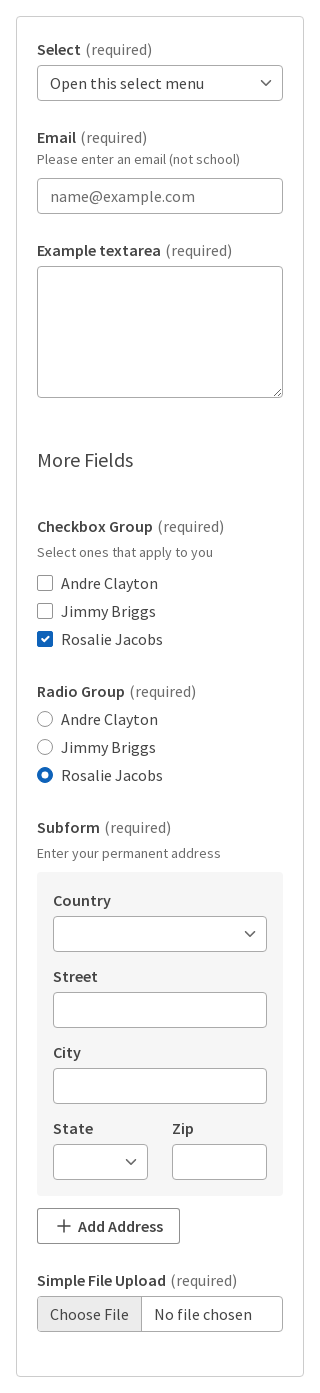 Select (required)
Open this select menu
Email (required)
Please enter an email (not school)
name@example.com
Example textarea (required)
More Fields
Checkbox Group (required)
Select ones that apply to you
Andre Clayton
Jimmy Briggs
Rosalie Jacobs
Radio Group (required)
Andre Clayton
Jimmy Briggs
Rosalie Jacobs
Subform (required)
Enter your permanent address
Country
Street
City
State Zip
Add Address
Simple File Upload (required)
Choose File No file chosen